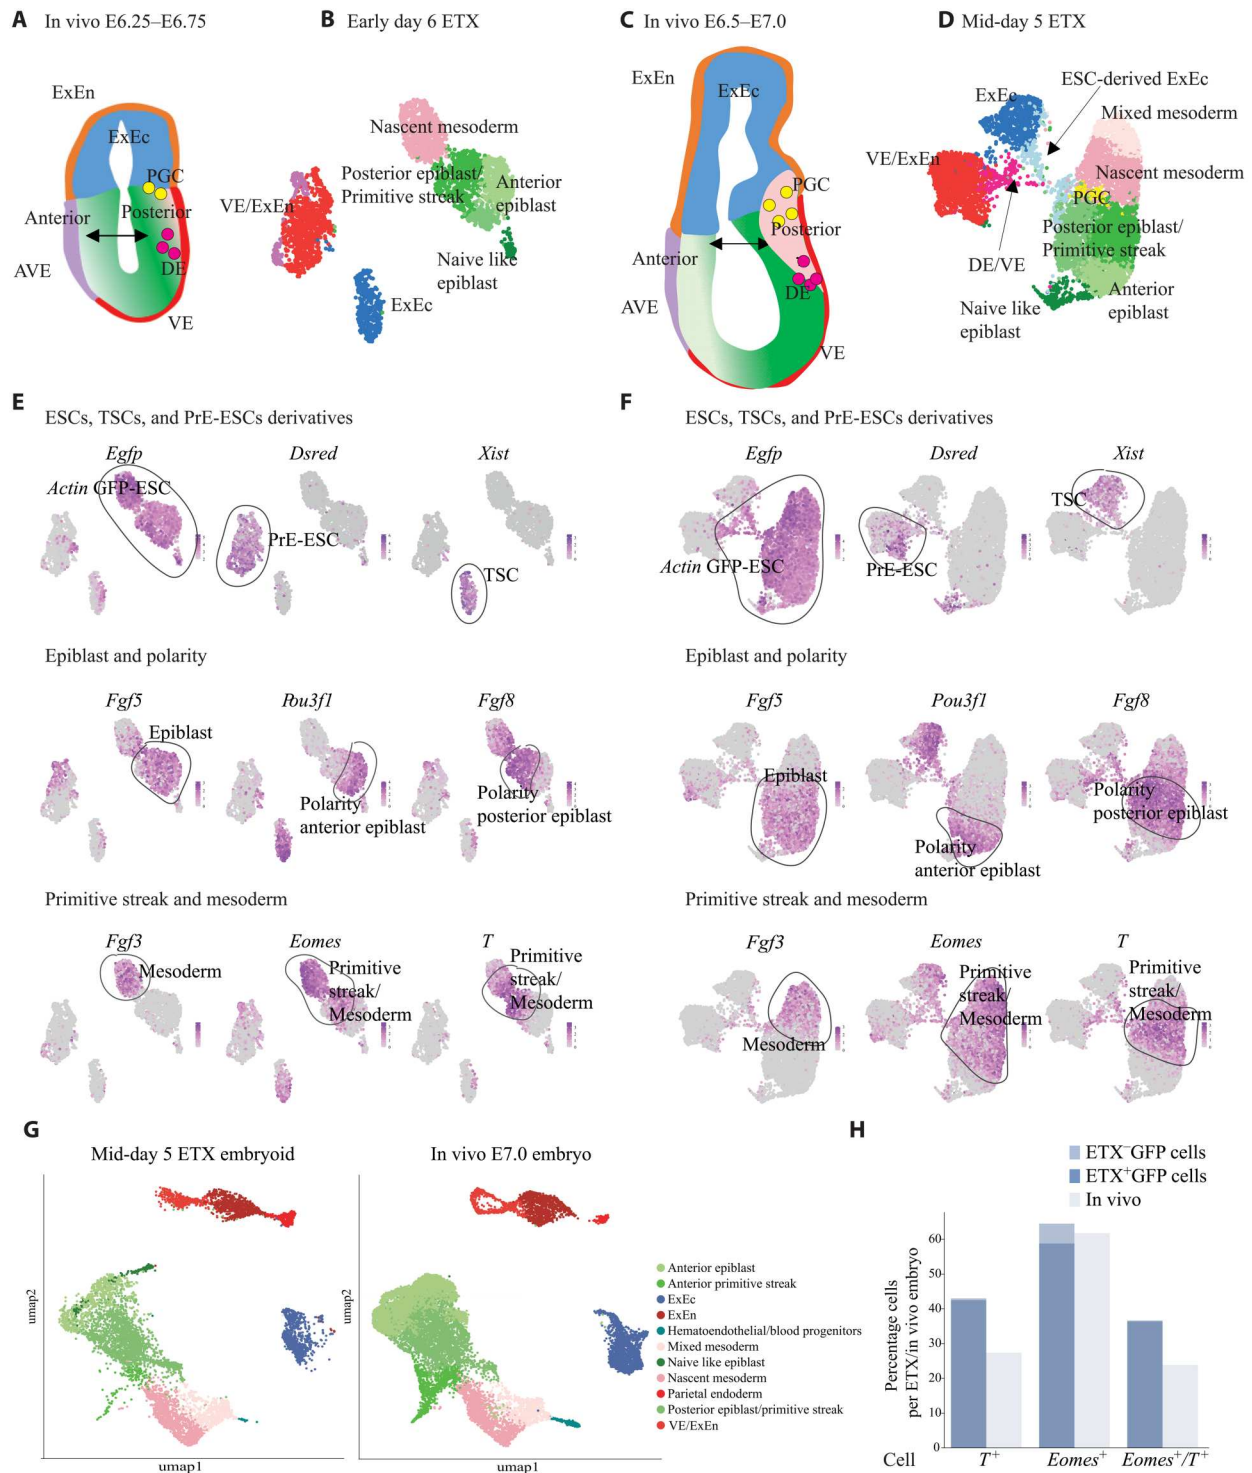 A In vivo E6.25–E6.75
ExEn
ExEc
PGC
Anterior
Posterior
AVE
DE
VE
B Early day 6 ETX
Nascent mesoderm
Posterior epiblast/
Primitive streak
Anterior
epiblast
VE/ExEn
Naive like
epiblast
ExEc
C In vivo E6.5–E7.0
ExEn
ExEc
PGC
Posterior
Anterior
AVE
DE
VE
D Mid-day 5 ETX
ESC-derived ExEc
ExEc
Mixed mesoderm
VE/ExEn
Nascent mesoderm
PGC
Posterior epiblast/
Primitive streak
DE/VE
Naive like
epiblast
Anterior
epiblast
E
ESCs, TSCs, and PrE-ESCs derivatives
Egfp
Dsred
Xist
Actin GFP-ESC
PrE-ESC
TSC
Epiblast and polarity
Fgf5
Pou3f1
Fgf8
Epiblast
Polarity
anterior epiblast
Polarity
posterior epiblast
Primitive streak and mesoderm
Fgf3
Eomes
T
Mesoderm
Primitive
streak/
Mesoderm
Primitive
streak/
Mesoderm
F
ESCs, TSCs, and PrE-ESCs derivatives
Egfp
Dsred
Xist
TSC
Actin GFP-ESC
PrE-ESC
Epiblast and polarity
Fgf5
Pou3f1
Fgf8
Epiblast
Polarity
anterior epiblast
Polarity
posterior epiblast
Primitive streak and mesoderm
Fgf3
Eomes
T
Mesoderm
Primitive
streak/
Mesoderm
Primitive
streak/
Mesoderm
G
Mid-day 5 ETX embryoid
In vivo E7.0 embryo
umap2
umap1
umap2
umap1
Anterior epiblast
Anterior primitive streak
ExEc
ExEn
Hematoendothelial/blood progenitors
Mixed mesoderm
Naive like epiblast
Nascent mesoderm
Parietal endoderm
Posterior epiblast/primitive streak
VE/ExEn
H
ETX⁻GFP cells
ETX⁺GFP cells
In vivo
Percentage cells
per ETX/in vivo embryo
60
50
40
30
20
10
0
Cell T⁺ Eomes⁺ Eomes⁺/T⁺